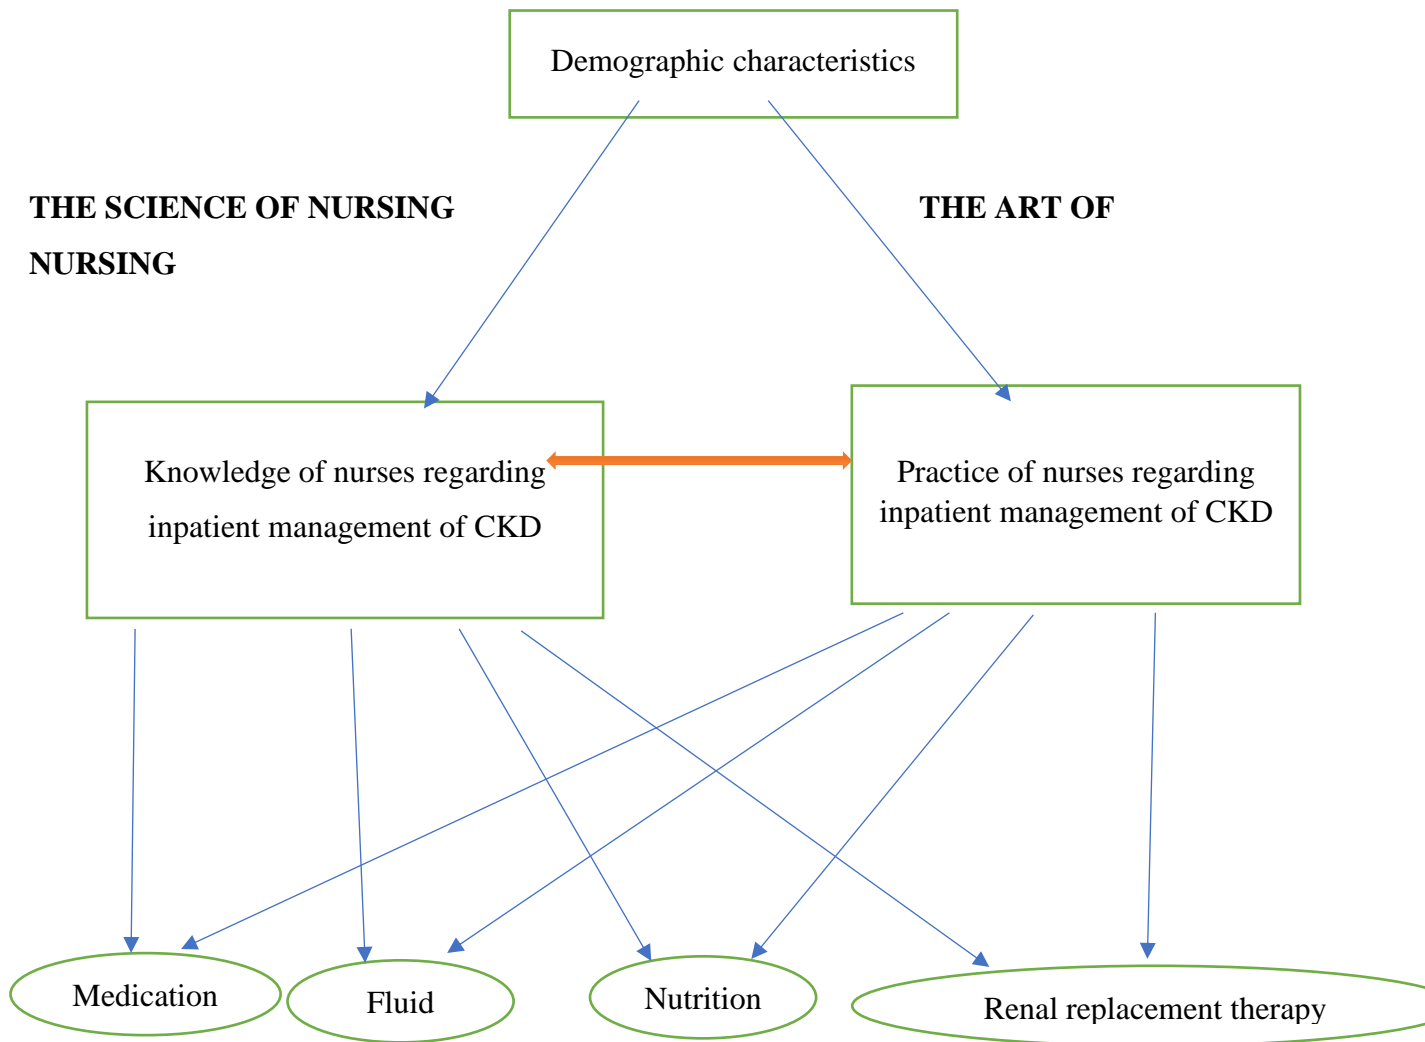 Demographic characteristics
THE SCIENCE OF NURSING
THE ART OF
NURSING
Knowledge of nurses regarding
inpatient management of CKD
Practice of nurses regarding
inpatient management of CKD
Medication
Fluid
Nutrition
Renal replacement therapy